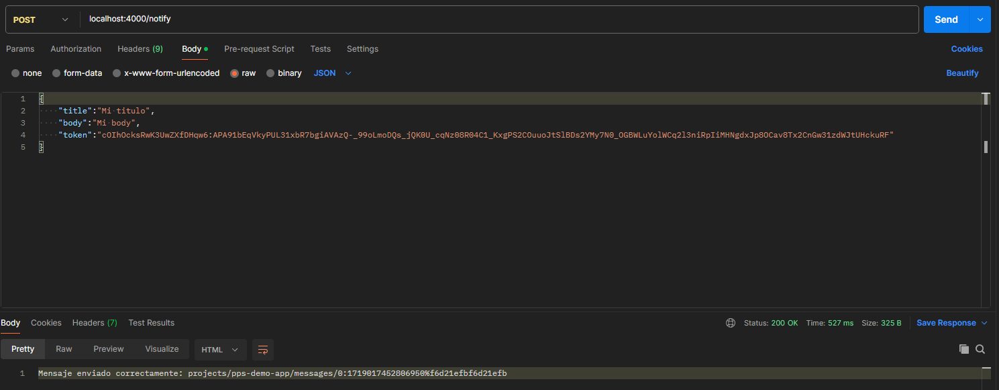 POST localhost:4000/notify Send
Params Authorization Headers (9) Body Pre-request Script Tests Settings Cookies
none form-data x-www-form-urlencoded raw binary JSON Beautify
1 {
2 "title":"Mi titulo",
3 "body":"Mi body",
4 "token":"cOIhOcksRwK3UwZXfDHqw6:APA91bEqVkyPUL31xbR7bgiAVAzQ-_99oLmoDQs_jQK0U_cqNz08R04C1_KxgPS2COuuoJtSlBDs2YMy7N0_OGBWLuYolWCq2l3niRpIiMHNgdxJp8OCav8Tx2CnGw31zdWJtUHckuRF"
5 }
Body Cookies Headers (7) Test Results Status: 200 OK Time: 527 ms Size: 325 B Save Response
Pretty Raw Preview Visualize HTML
1 Mensaje enviado correctamente: projects/pps-demo-app/messages/0:1719017452806950%f6d21efbf6d21efb